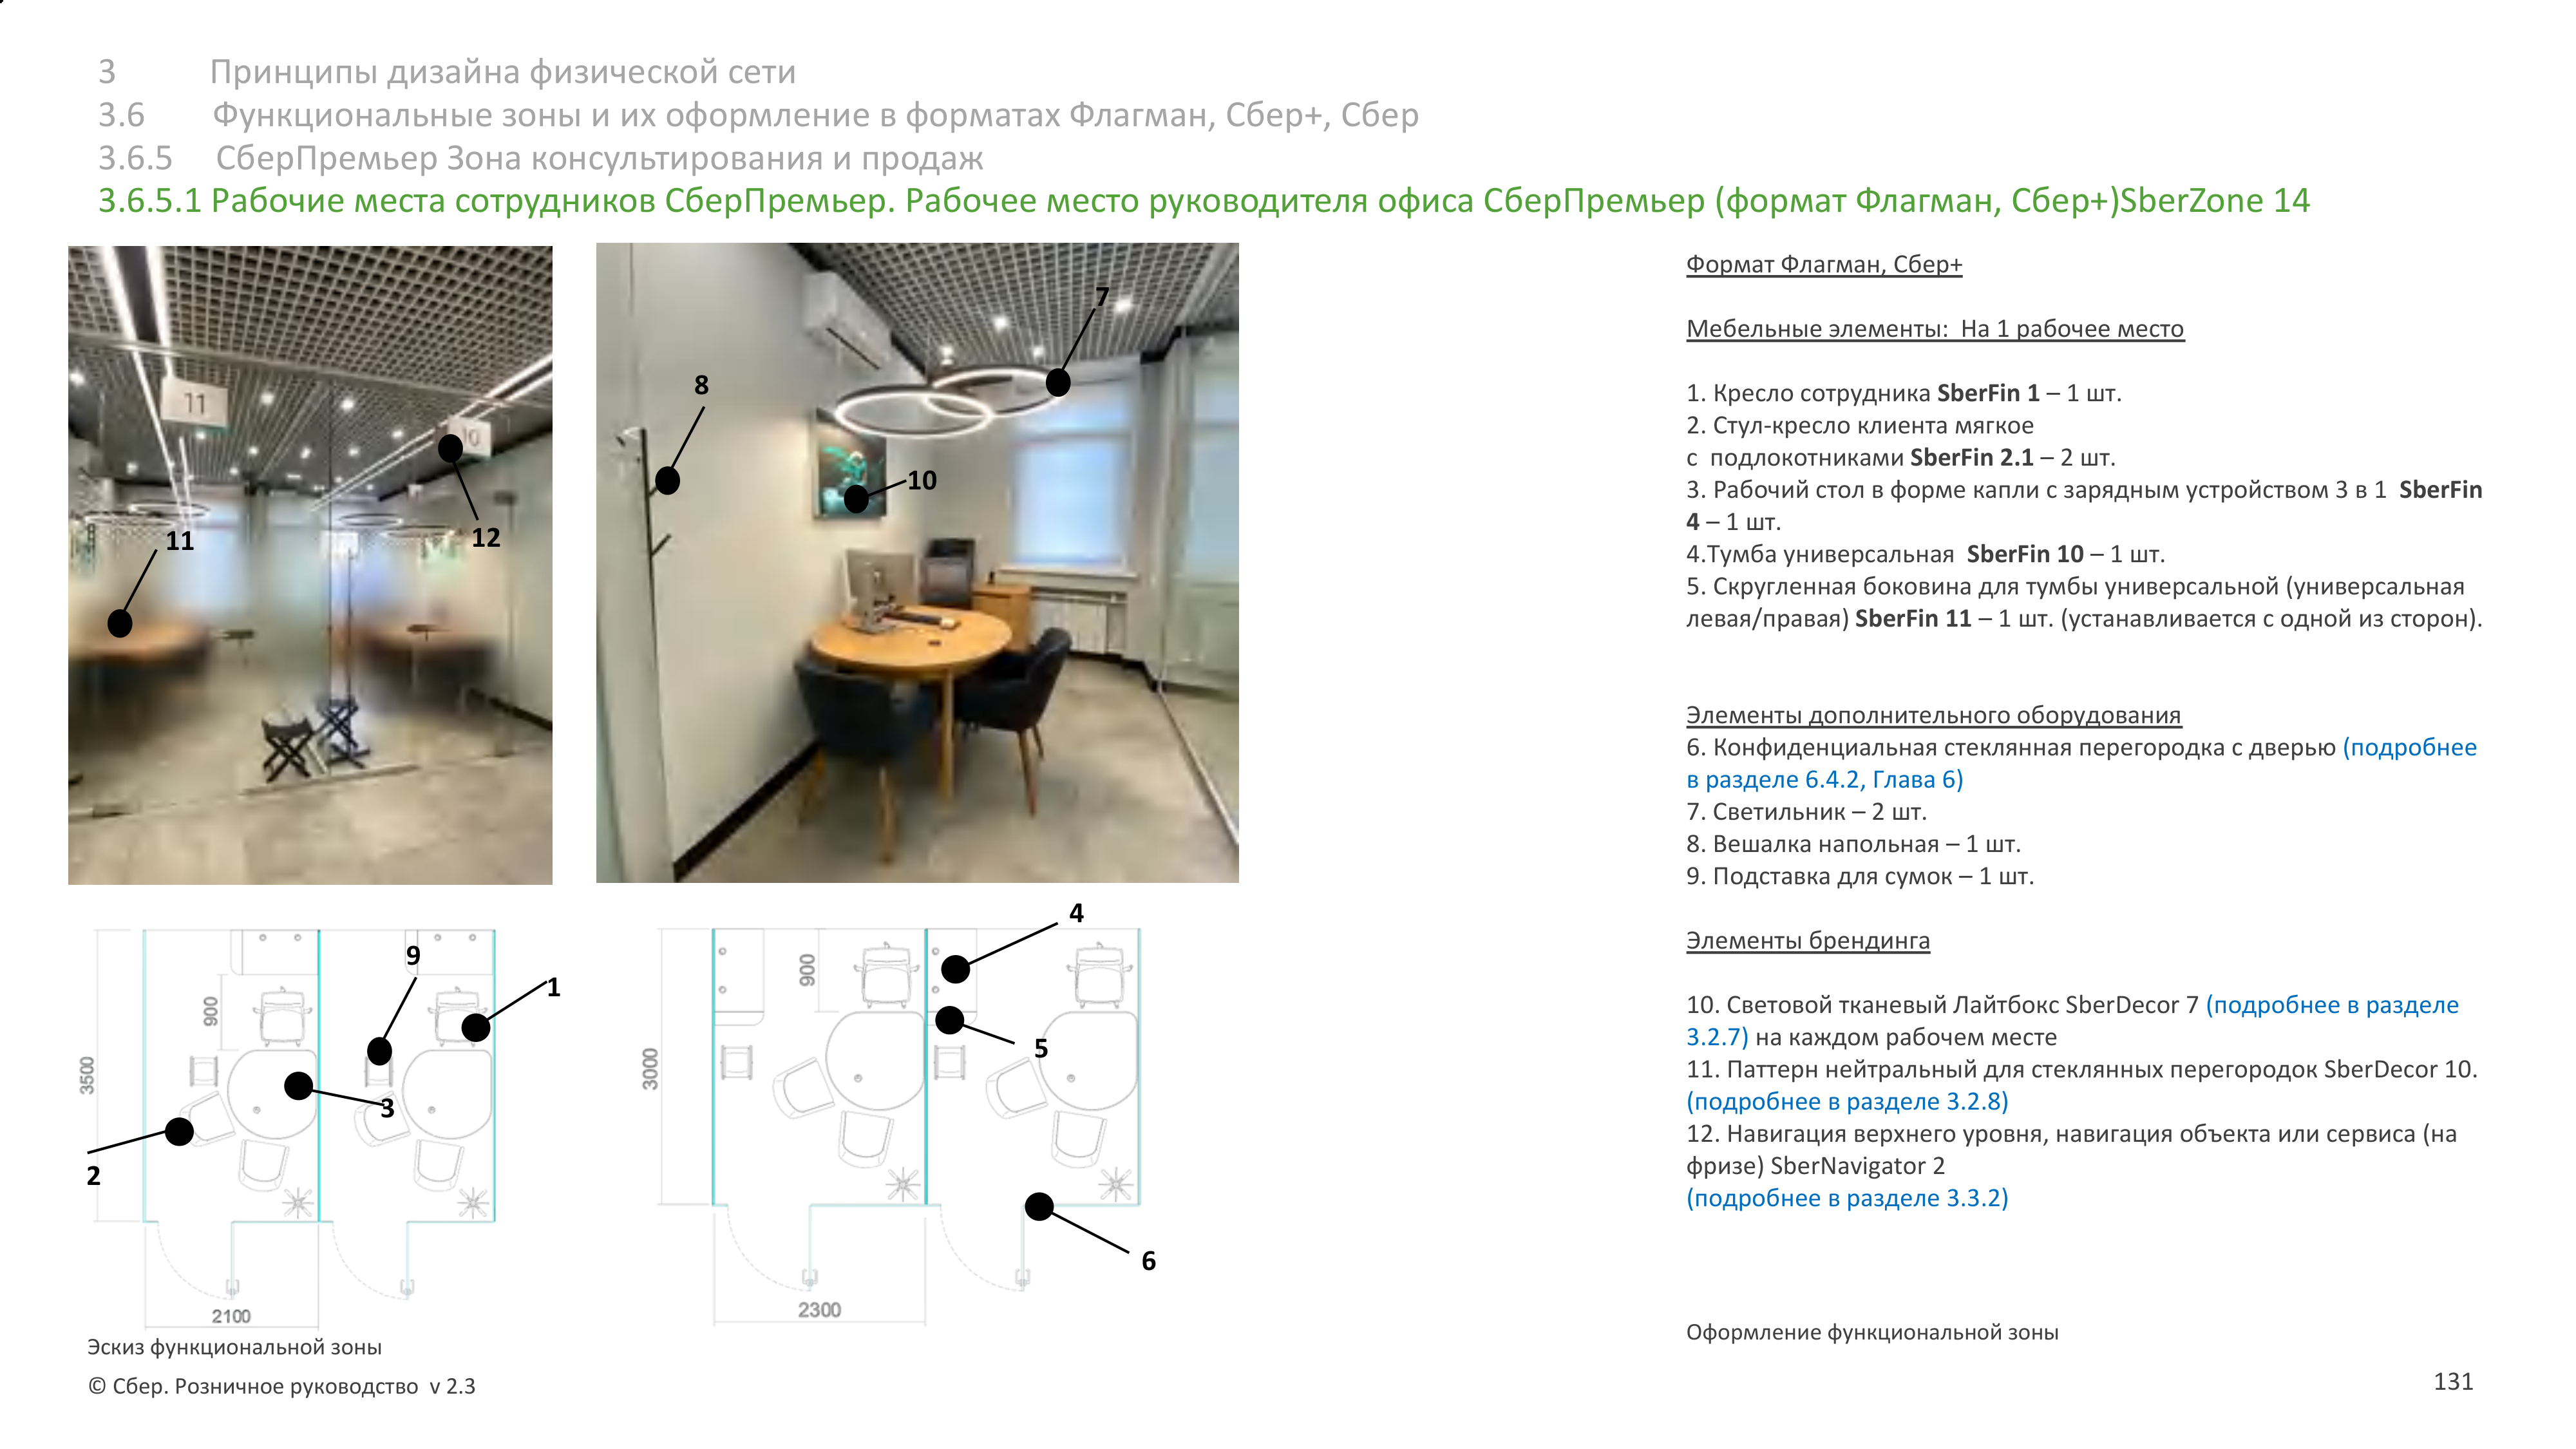 3 Принципы дизайна физической сети
3.6 Функциональные зоны и их оформление в форматах Флагман, Сбер+, Сбер
3.6.5 СберПремьер Зона консультирования и продаж
3.6.5.1 Рабочие места сотрудников СберПремьер. Рабочее место руководителя офиса СберПремьер (формат Флагман, Сбер+)SberZone 14
11
10
11
12
7
8
10
Формат Флагман, Сбер+
Мебельные элементы: На 1 рабочее место
1. Кресло сотрудника SberFin 1 – 1 шт.
2. Стул-кресло клиента мягкое
с подлокотниками SberFin 2.1 – 2 шт.
3. Рабочий стол в форме капли с зарядным устройством 3 в 1 SberFin
4 – 1 шт.
4.Тумба универсальная SberFin 10 – 1 шт.
5. Скругленная боковина для тумбы универсальной (универсальная
левая/правая) SberFin 11 – 1 шт. (устанавливается с одной из сторон).
Элементы дополнительного оборудования
6. Конфиденциальная стеклянная перегородка с дверью (подробнее
в разделе 6.4.2, Глава 6)
7. Светильник – 2 шт.
8. Вешалка напольная – 1 шт.
9. Подставка для сумок – 1 шт.
Элементы брендинга
10. Световой тканевый Лайтбокс SberDecor 7 (подробнее в разделе
3.2.7) на каждом рабочем месте
11. Паттерн нейтральный для стеклянных перегородок SberDecor 10.
(подробнее в разделе 3.2.8)
12. Навигация верхнего уровня, навигация объекта или сервиса (на
фризе) SberNavigator 2
(подробнее в разделе 3.3.2)
9
1
900
3500
3
2
2100
4
900
5
3000
6
2300
Эскиз функциональной зоны
Оформление функциональной зоны
© Сбер. Розничное руководство v 2.3
131